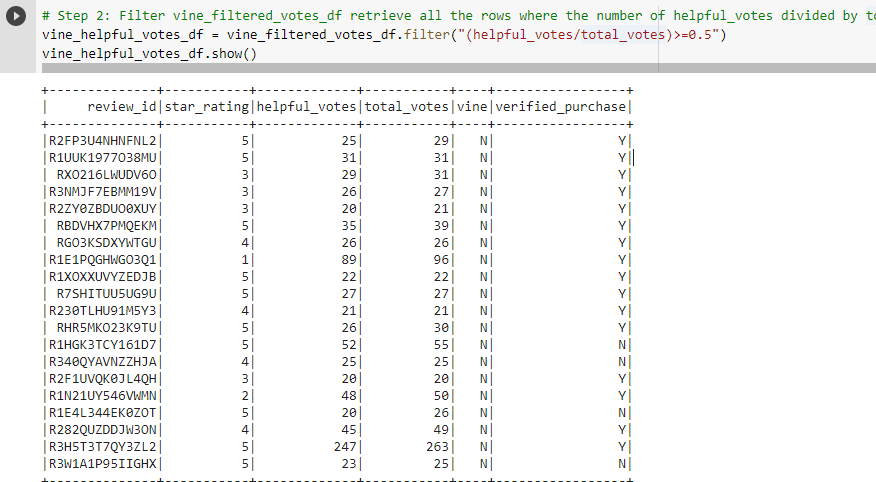 # Step 2: Filter vine_filtered_votes_df retrieve all the rows where the number of helpful_votes divided by
vine_helpful_votes_df = vine_filtered_votes_df.filter("(helpful_votes/total_votes)>=0.5")
vine_helpful_votes_df.show()
+--------------+-----------+-------------+-----------+----+-----------------+
|     review_id|star_rating|helpful_votes|total_votes|vine|verified_purchase|
+--------------+-----------+-------------+-----------+----+-----------------+
|R2FP3U4NHNFNL2|          5|           25|         29|   N|                Y|
|R1UUK1977O38MU|          5|           31|         31|   N|                Y|
| RXO216LWUDV6O|          3|           29|         31|   N|                Y|
|R3NMJF7EBMM19V|          3|           26|         27|   N|                Y|
|R2ZY0ZBDUO0XUY|          3|           20|         21|   N|                Y|
| RBDVHX7PMQEKM|          5|           35|         39|   N|                Y|
| RGO3KSDXYWTGU|          4|           26|         26|   N|                Y|
|R1E1PQGHWGO3Q1|          1|           89|         96|   N|                Y|
|R1XOXXUVYZEDJB|          5|           22|         22|   N|                Y|
| R7SHITUU5UG9U|          5|           27|         27|   N|                Y|
|R230TLHU91M5Y3|          4|           21|         21|   N|                Y|
| RHR5MKO23K9TU|          5|           26|         30|   N|                Y|
|R1HGK3TCY161D7|          5|           52|         55|   N|                N|
|R340QYAVNZZHJA|          4|           25|         25|   N|                N|
|R2F1UVQK0JL4QH|          3|           20|         20|   N|                Y|
|R1N21UY546VWMN|          2|           48|         50|   N|                Y|
|R1E4L344EK0ZOT|          5|           20|         26|   N|                N|
|R282QUZDDJW3ON|          4|           45|         49|   N|                Y|
|R3H5T3T7QY3ZL2|          5|          247|        263|   N|                Y|
|R3W1A1P95IIGHX|          5|           23|         25|   N|                N|
+--------------+-----------+-------------+-----------+----+-----------------+